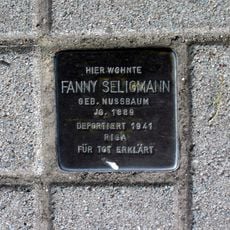 HIER WOHNTE
FANNY SELIGMANN
GEB. NUSSBAUM
JG. 1889
DEPORTIERT 1941
RIGA
FÜR TOT ERKLÄRT